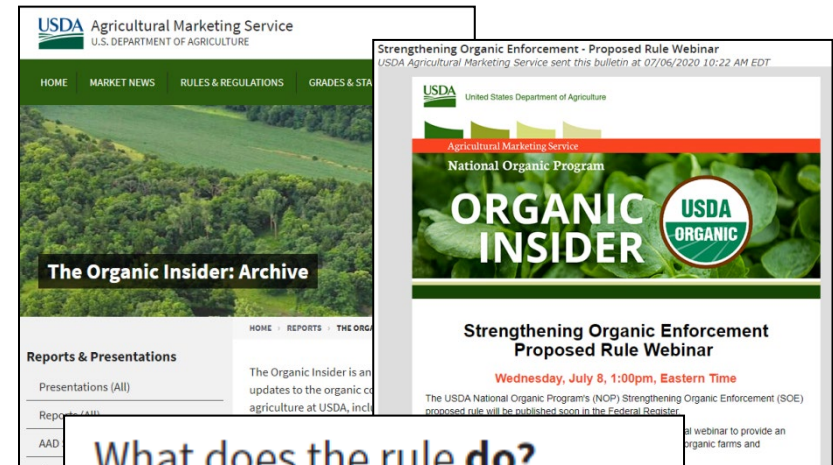 USDA Agricultural Marketing Service
U.S. DEPARTMENT OF AGRICULTURE
HOME MARKET NEWS RULES & REGULATIONS GRADES & STA
The Organic Insider: Archive
HOME › REPORTS › THE ORGA
Reports & Presentations
Presentations (All)
Reports (All)
AAD
The Organic Insider is an
updates to the organic co
agriculture at USDA, inclu
Strengthening Organic Enforcement - Proposed Rule Webinar
USDA Agricultural Marketing Service sent this bulletin at 07/06/2020 10:22 AM EDT
USDA United States Department of Agriculture
Agricultural Marketing Service
National Organic Program
ORGANIC
INSIDER
USDA
ORGANIC
Strengthening Organic Enforcement
Proposed Rule Webinar
Wednesday, July 8, 1:00pm, Eastern Time
The USDA National Organic Program's (NOP) Strengthening Organic Enforcement (SOE)
proposed rule will be published soon in the Federal Register.
al webinar to provide an
organic farms and
What does the rule do?